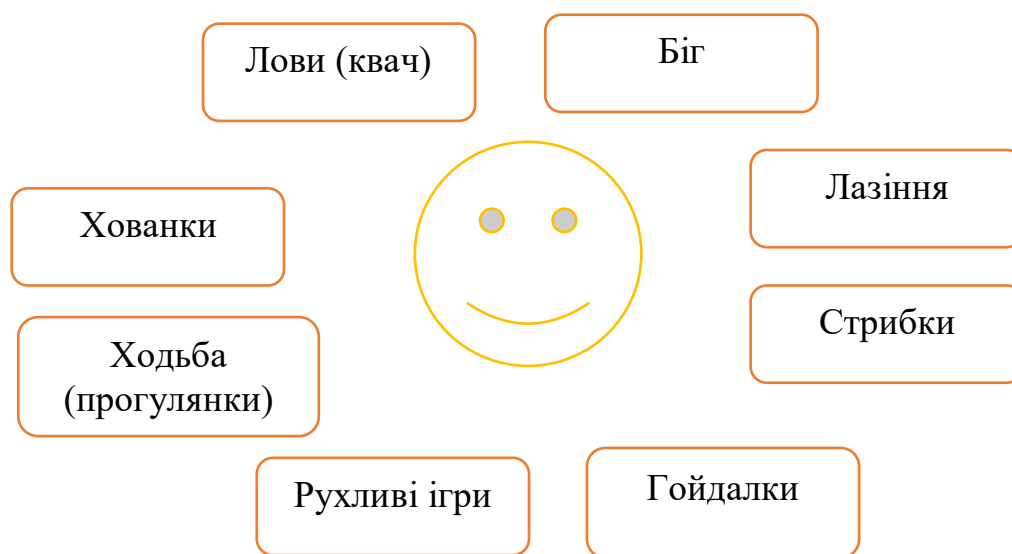 Лови (квач)
Біг
Лазіння
Хованки
Стрибки
Ходьба
(прогулянки)
Рухливі ігри
Гойдалки